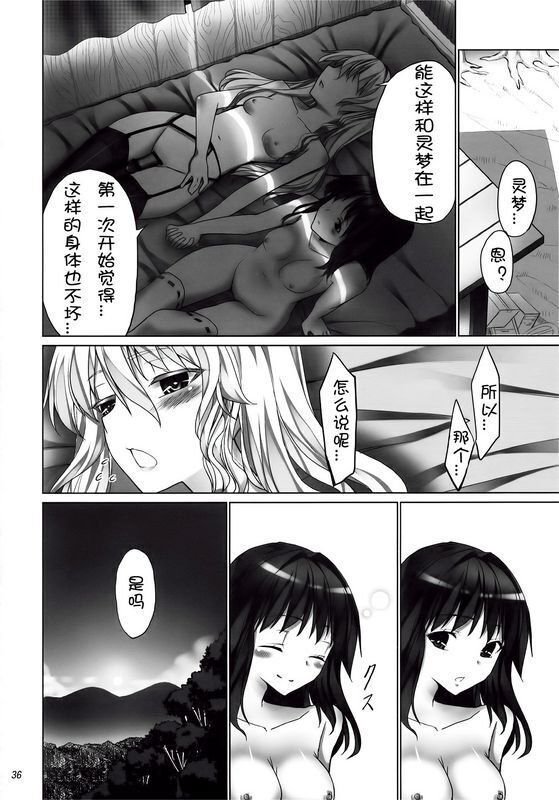 灵梦…
恩？
能这样和灵梦在一起
第一次开始觉得…
这样的身体也不坏…
所以…
那个…
怎么说呢…
クス
是吗
36